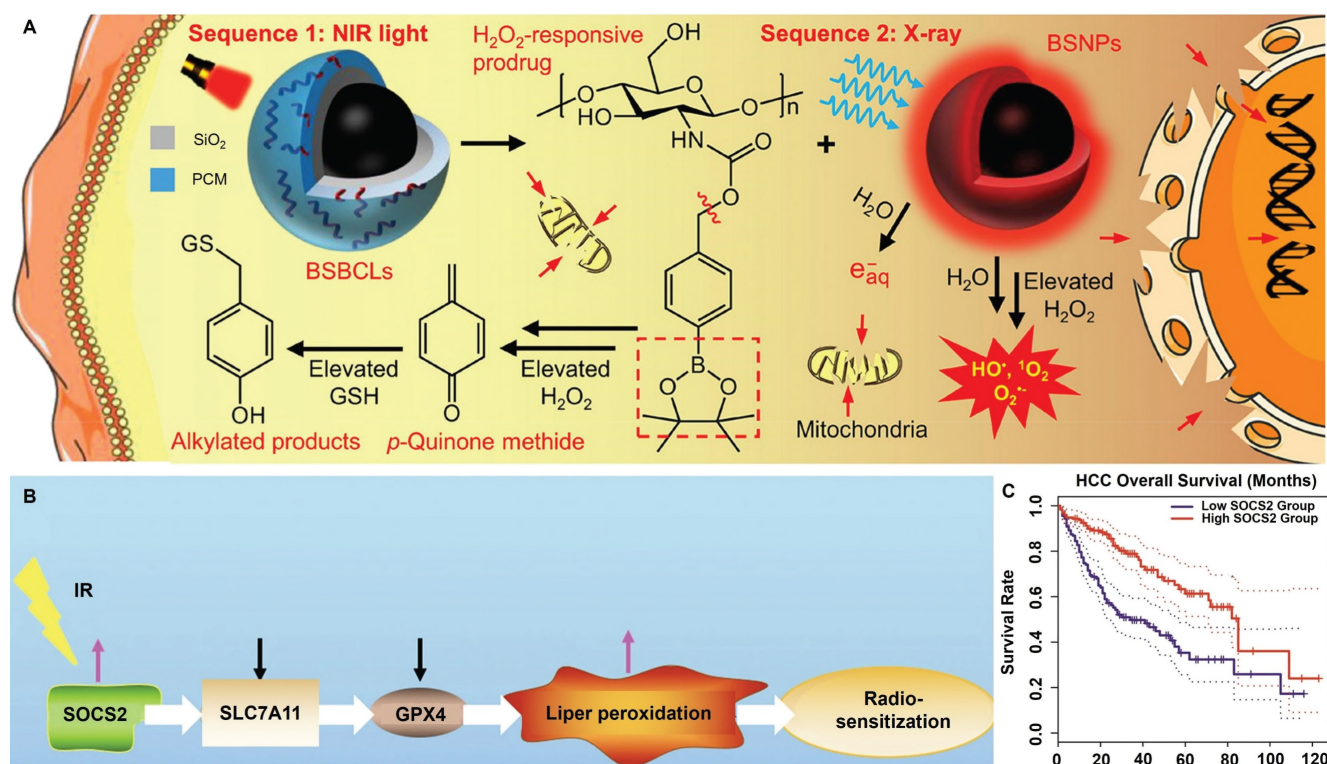 A
Sequence 1: NIR light
SiO₂
PCM
BSBCLs
H₂O₂-responsive
prodrug
OH
O
O
HO
O
n
NH
O
O
B
O
O
+
Sequence 2: X-ray
BSNPs
H₂O
e⁻aq
Mitochondria
H₂O
Elevated
H₂O₂
HO•, ¹O₂
O₂•-
GS
OH
Alkylated products
Elevated
GSH
O
p-Quinone methide
Elevated
H₂O₂
B
IR
SOCS2
SLC7A11
GPX4
Liper peroxidation
Radio-
sensitization
C
HCC Overall Survival (Months)
Low SOCS2 Group
High SOCS2 Group
Survival Rate
1.0
0.8
0.6
0.4
0.2
0.0
0 20 40 60 80 100 120